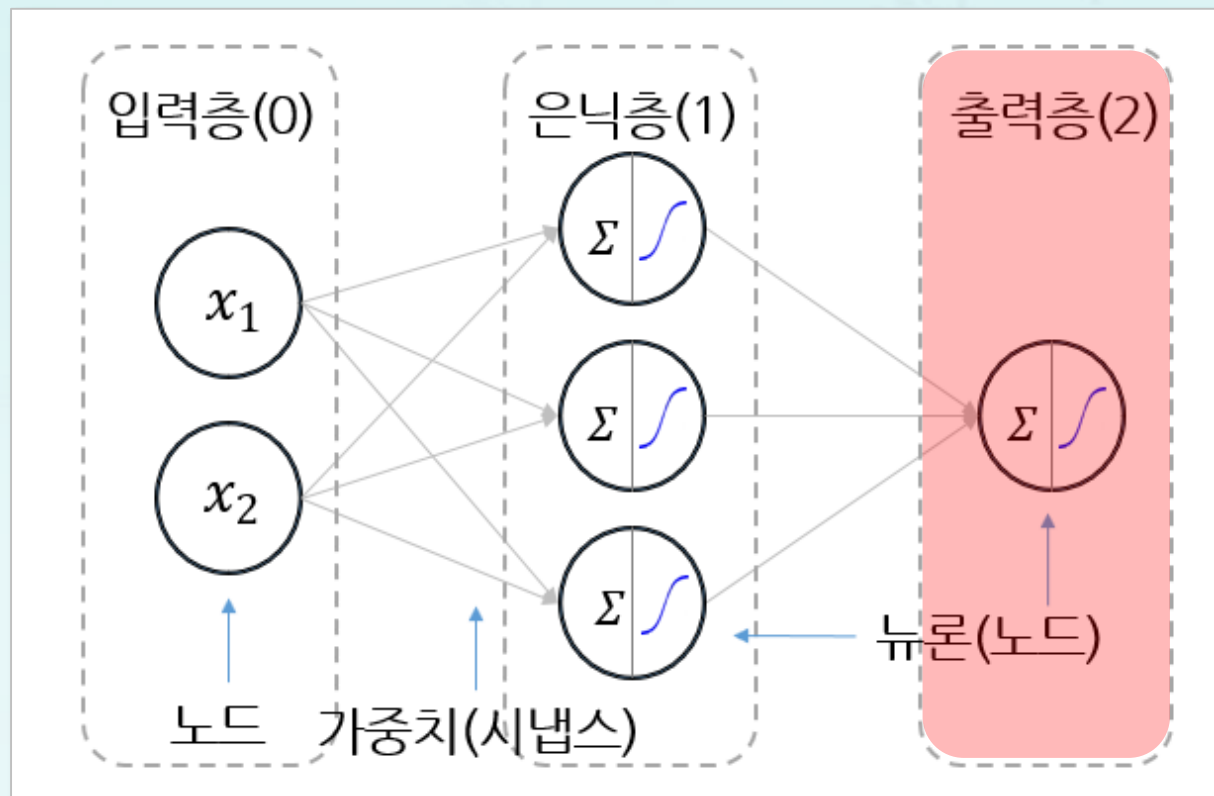 입력층(0)
은닉층(1)
출력층(2)
x₁
x₂
Σ
Σ
Σ
Σ
노드
가중치(시냅스)
뉴론(노드)